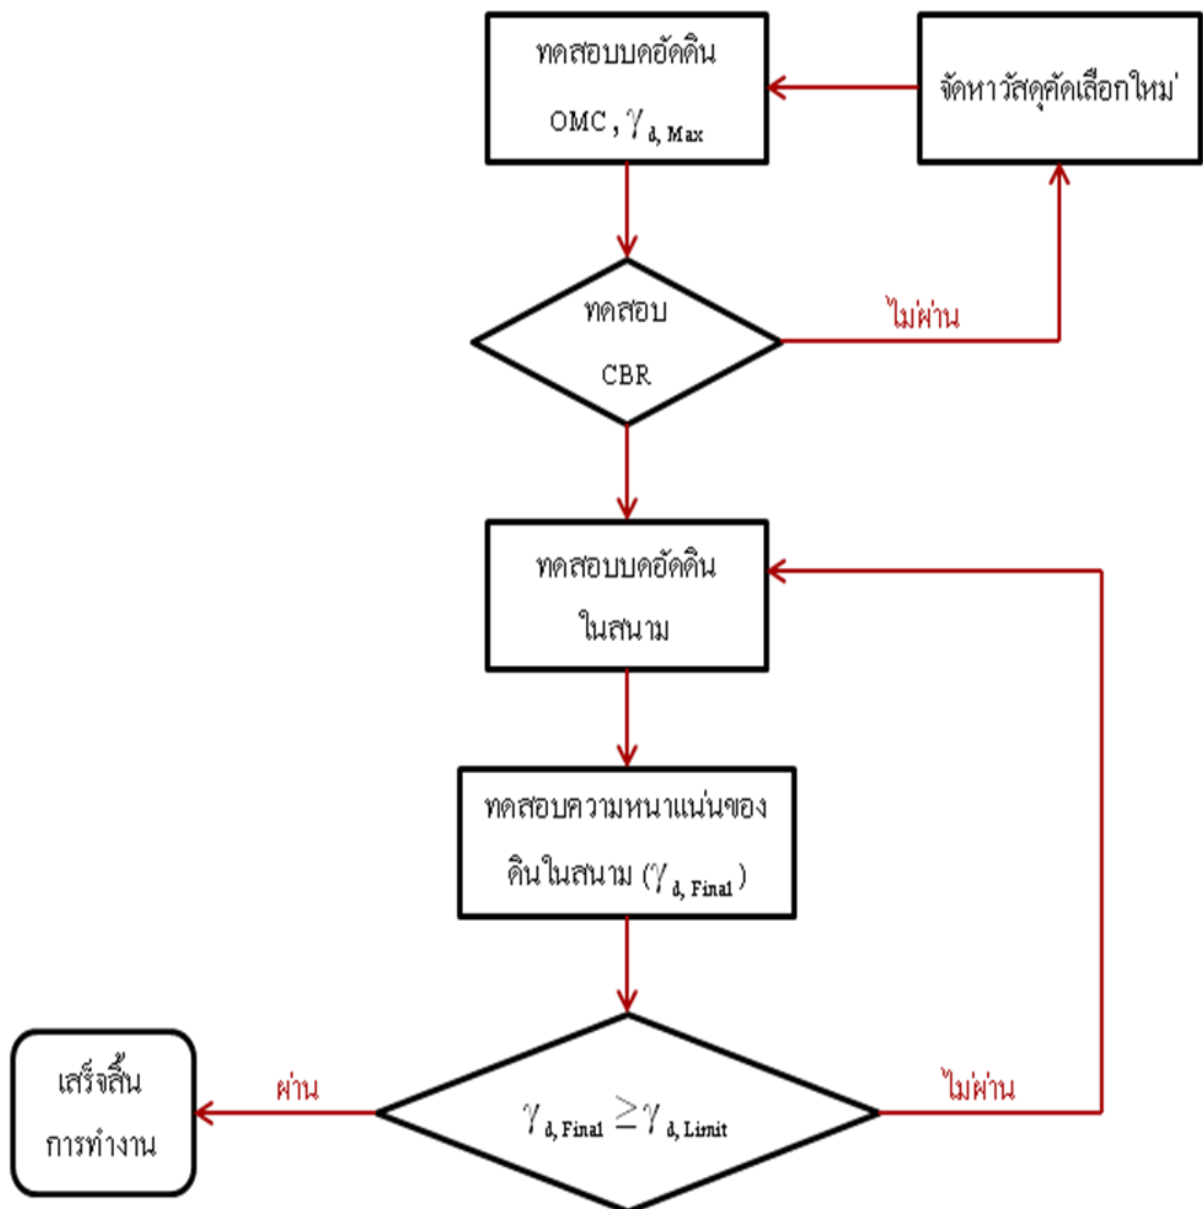 ทดสอบบดอัดดิน
OMC , γ d, Max
จัดหาวัสดุคัดเลือกใหม่
ทดสอบ
CBR
ไม่ผ่าน
ทดสอบบดอัดดิน
ในสนาม
ทดสอบความหนาแน่นของ
ดินในสนาม (γ d, Final )
γ d, Final ≥ γ d, Limit
ผ่าน
ไม่ผ่าน
เสร็จสิ้น
การทำงาน